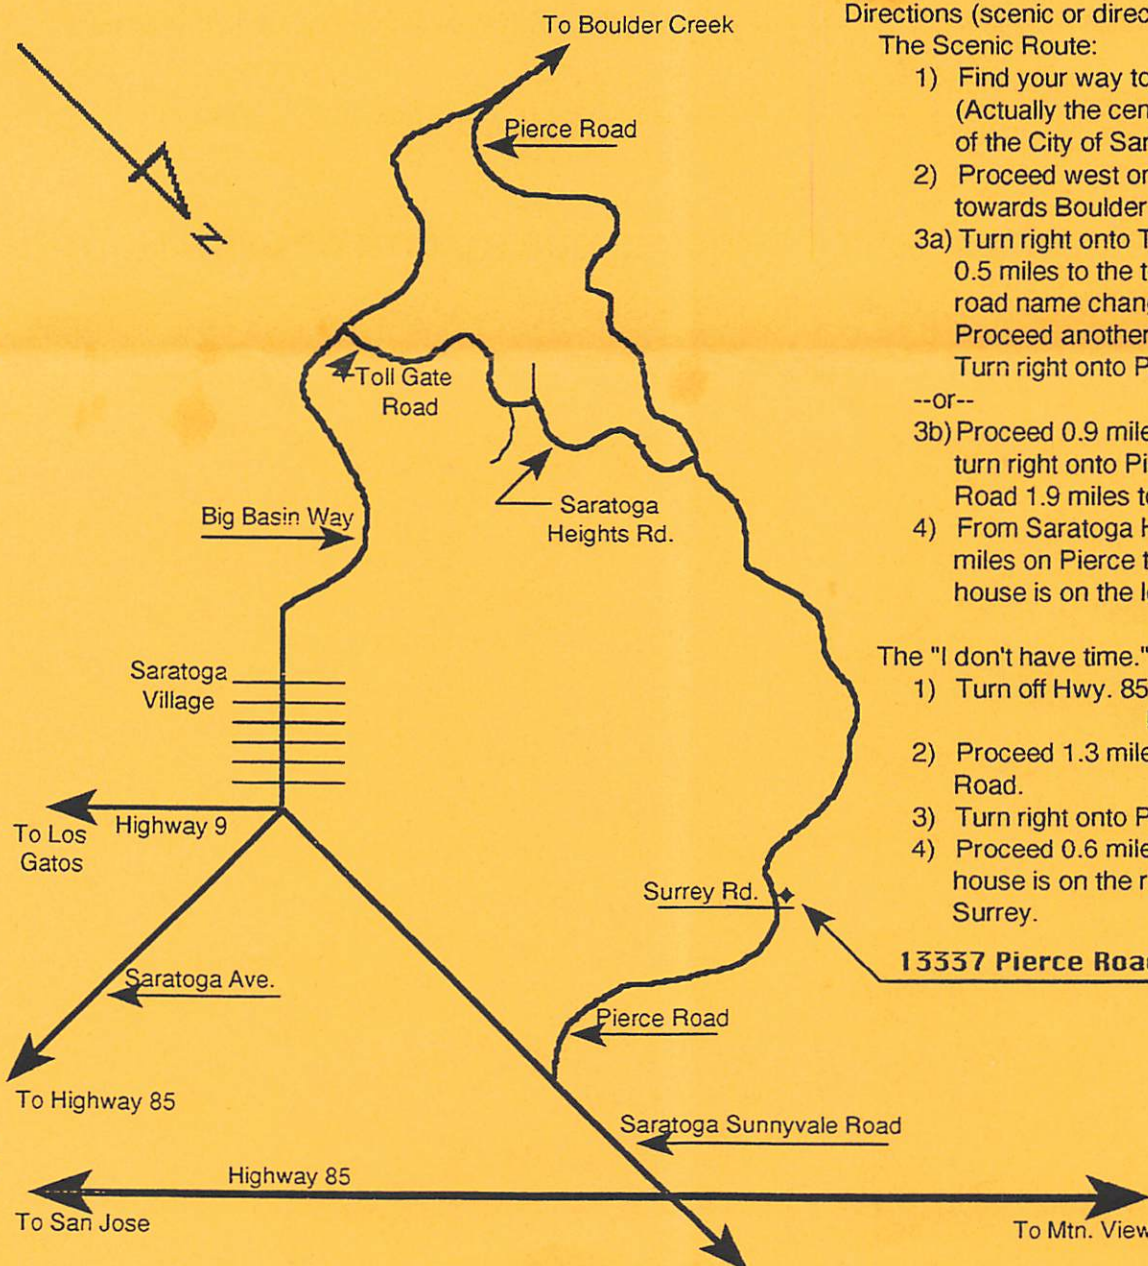 To Boulder Creek
Pierce Road
N
Toll Gate
Road
Big Basin Way
Saratoga
Heights Rd.
Saratoga
Village
To Los
Gatos
Highway 9
Surrey Rd.
Saratoga Ave.
13337 Pierce Road
Pierce Road
To Highway 85
Saratoga Sunnyvale Road
Highway 85
To San Jose
To Mtn. View
Directions (scenic or direc
The Scenic Route:
1) Find your way to
(Actually the cen
of the City of Sar
2) Proceed west or
towards Boulder
3a) Turn right onto T
0.5 miles to the t
road name chan
Proceed another
Turn right onto P
--or--
3b) Proceed 0.9 mile
turn right onto Pi
Road 1.9 miles to
4) From Saratoga H
miles on Pierce t
house is on the l
The "I don't have time."
1) Turn off Hwy. 85
2) Proceed 1.3 mile
Road.
3) Turn right onto P
4) Proceed 0.6 mile
house is on the r
Surrey.